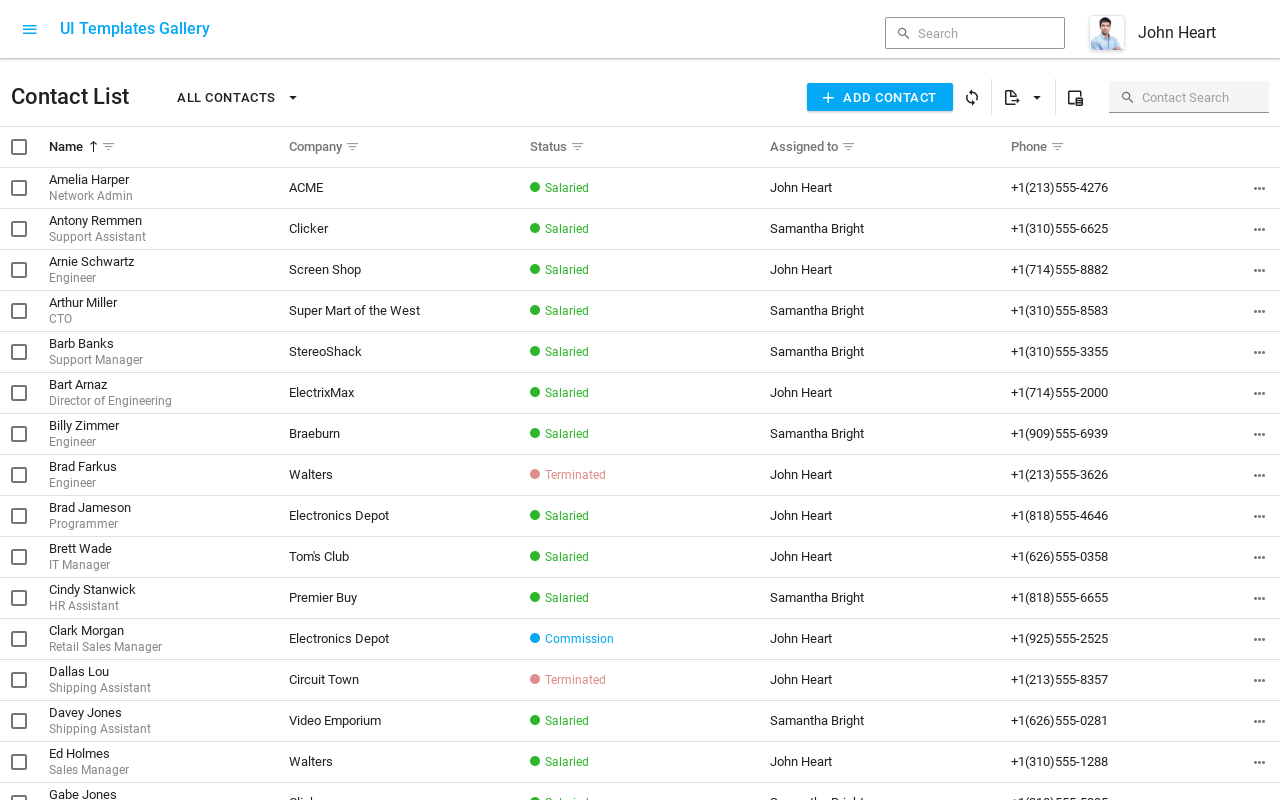 UI Templates Gallery
Search
John Heart
Contact List
ALL CONTACTS
ADD CONTACT
Contact Search
Name Company Status Assigned to Phone
Amelia Harper
Network Admin
ACME Salaried John Heart +1(213)555-4276
Antony Remmen
Support Assistant
Clicker Salaried Samantha Bright +1(310)555-6625
Arnie Schwartz
Engineer
Screen Shop Salaried John Heart +1(714)555-8882
Arthur Miller
CTO
Super Mart of the West Salaried Samantha Bright +1(310)555-8583
Barb Banks
Support Manager
StereoShack Salaried Samantha Bright +1(310)555-3355
Bart Arnaz
Director of Engineering
ElectrixMax Salaried John Heart +1(714)555-2000
Billy Zimmer
Engineer
Braeburn Salaried Samantha Bright +1(909)555-6939
Brad Farkus
Engineer
Walters Terminated John Heart +1(213)555-3626
Brad Jameson
Programmer
Electronics Depot Salaried John Heart +1(818)555-4646
Brett Wade
IT Manager
Tom's Club Salaried John Heart +1(626)555-0358
Cindy Stanwick
HR Assistant
Premier Buy Salaried Samantha Bright +1(818)555-6655
Clark Morgan
Retail Sales Manager
Electronics Depot Commission John Heart +1(925)555-2525
Dallas Lou
Shipping Assistant
Circuit Town Terminated John Heart +1(213)555-8357
Davey Jones
Shipping Assistant
Video Emporium Salaried Samantha Bright +1(626)555-0281
Ed Holmes
Sales Manager
Walters Salaried John Heart +1(310)555-1288
Gabe Jones